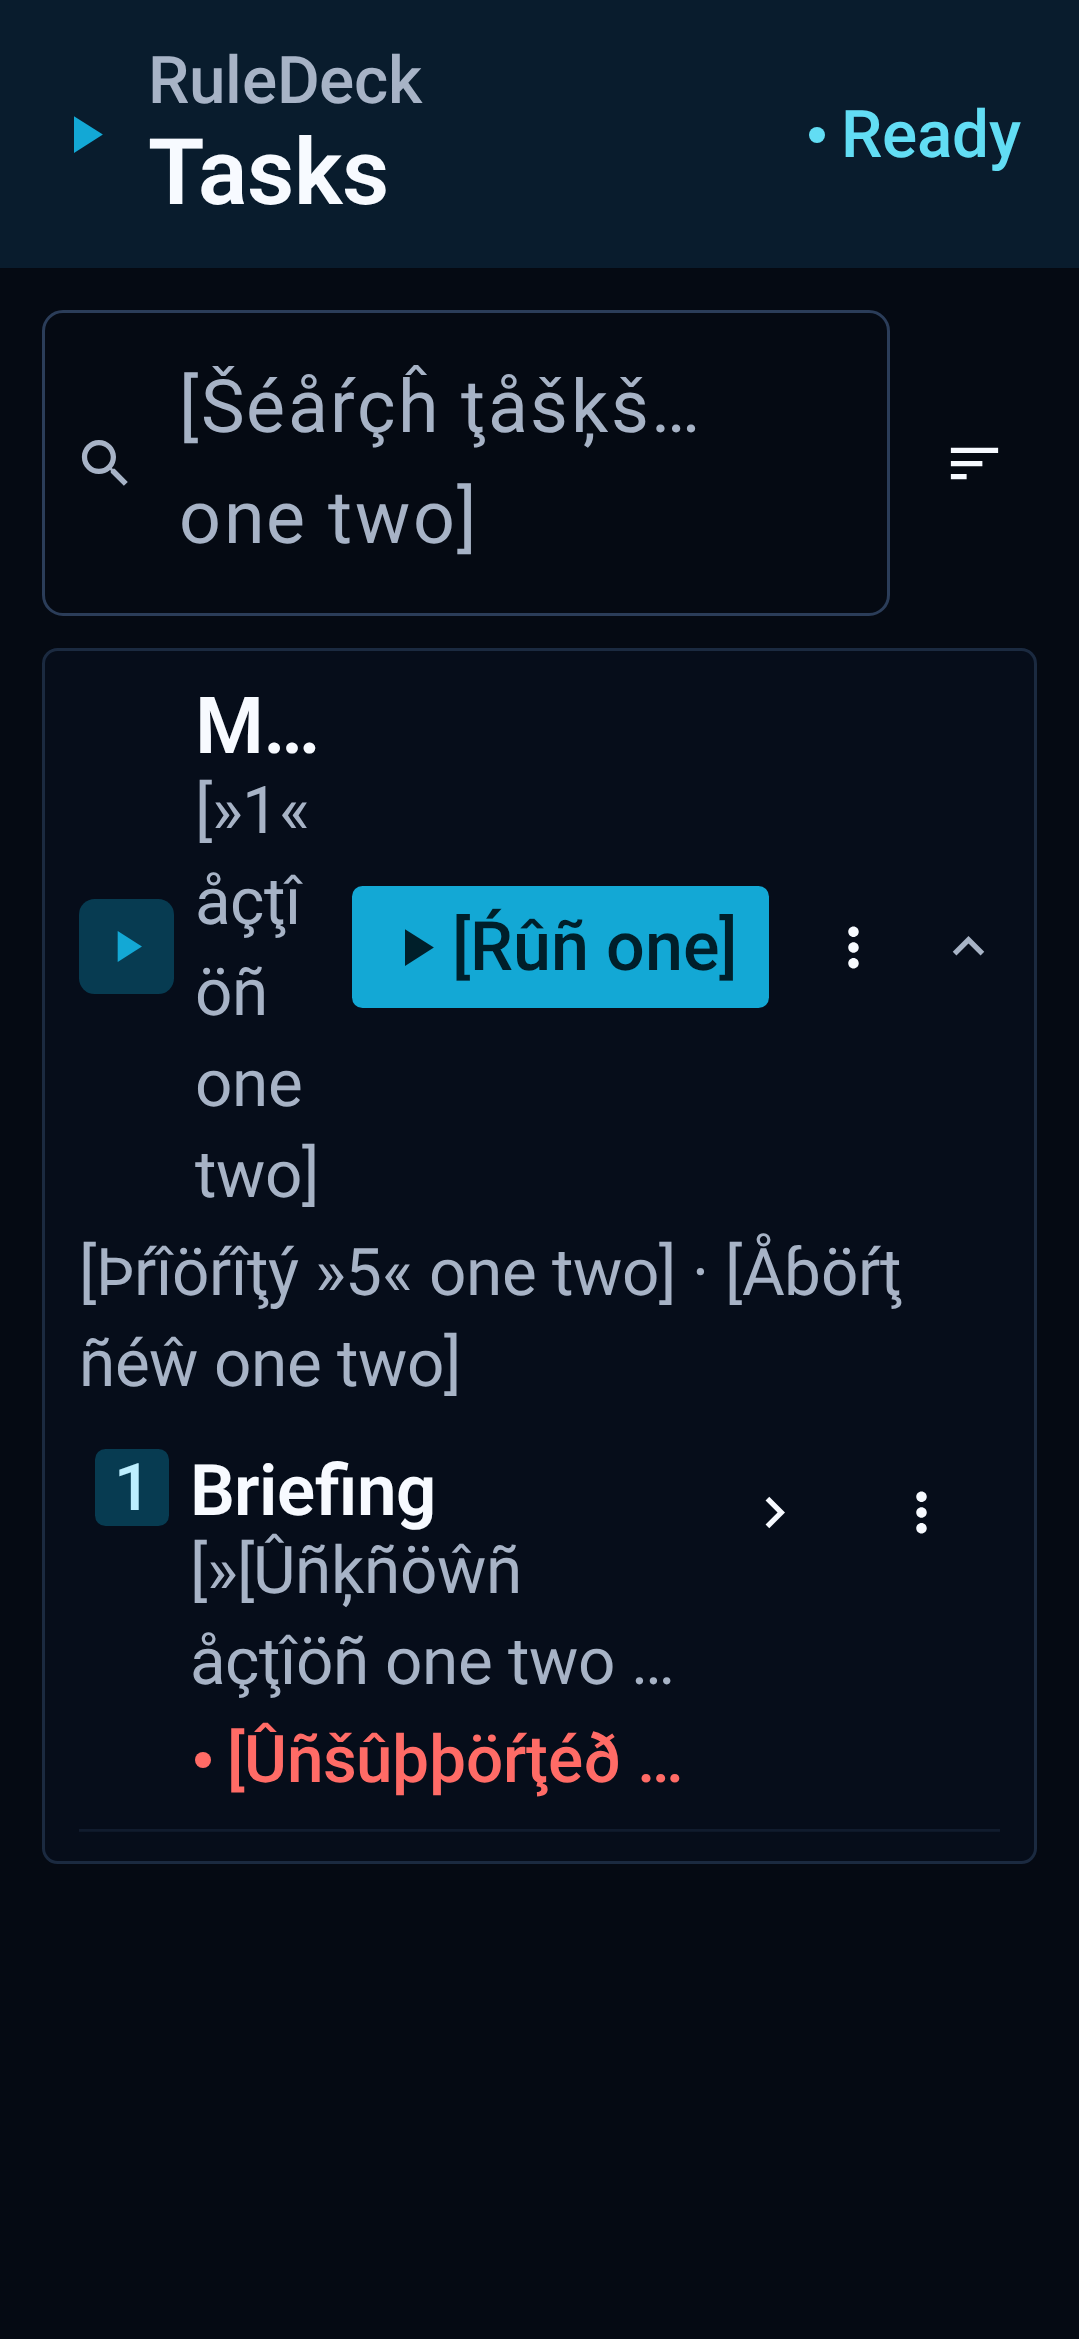 RuleDeck
Tasks
• Ready
[Šéåŕçĥ ţåšķš…
one two]
M…
[»1«
åçţî
öñ
one
two]
[Ŕûñ one]
[Þŕîöŕîţý »5« one two] · [Åɓöŕţ
ñéŵ one two]
1
Briefing
[»[Ûñķñöŵñ
åçţîöñ one two …
• [Ûñšûþþöŕţéð …